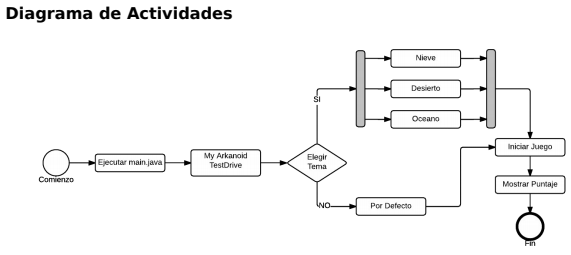 Diagrama de Actividades
Nieve
Desierto
Oceano
SI
My Arkanoid
TestDrive
Ejecutar main.java
Elegir
Tema
Iniciar Juego
Comienzo
Mostrar Puntaje
NO
Por Defecto
Fin